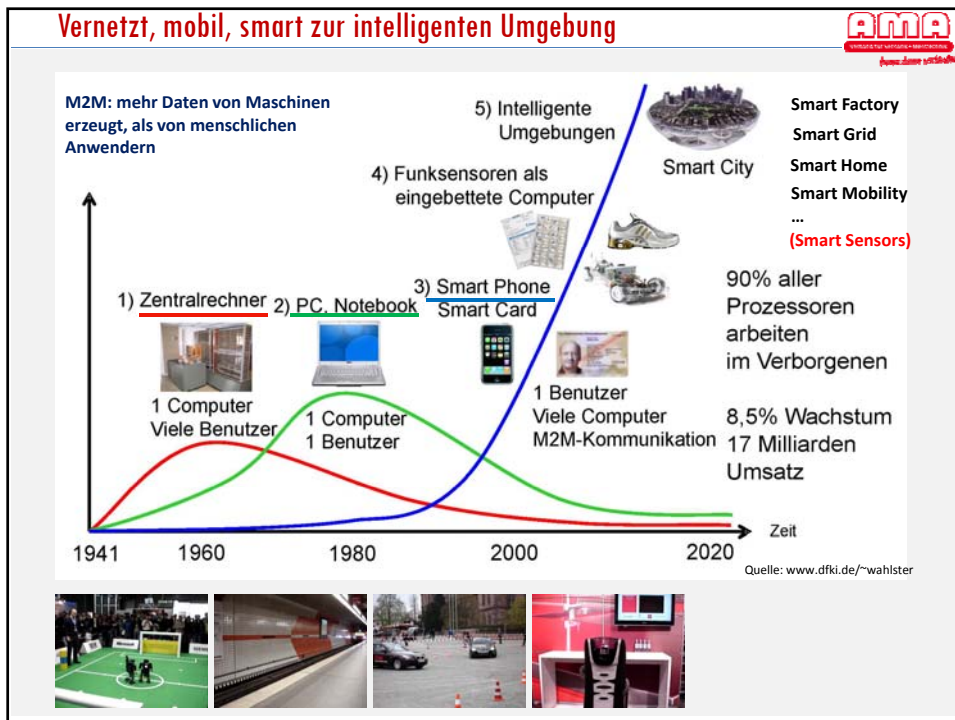 Vernetzt, mobil, smart zur intelligenten Umgebung
AMA
M2M: mehr Daten von Maschinen
erzeugt, als von menschlichen
Anwendern
5) Intelligente
Umgebungen
Smart City
Smart Factory
Smart Grid
Smart Home
Smart Mobility
...
(Smart Sensors)
4) Funksensoren als
eingebettete Computer
3) Smart Phone
Smart Card
1) Zentralrechner
2) PC, Notebook
90% aller
Prozessoren
arbeiten
im Verborgenen
1 Computer
Viele Benutzer
1 Computer
1 Benutzer
1 Benutzer
Viele Computer
M2M-Kommunikation
8,5% Wachstum
17 Milliarden
Umsatz
Zeit
1941
1960
1980
2000
2020
Quelle: www.dfki.de/~wahlster